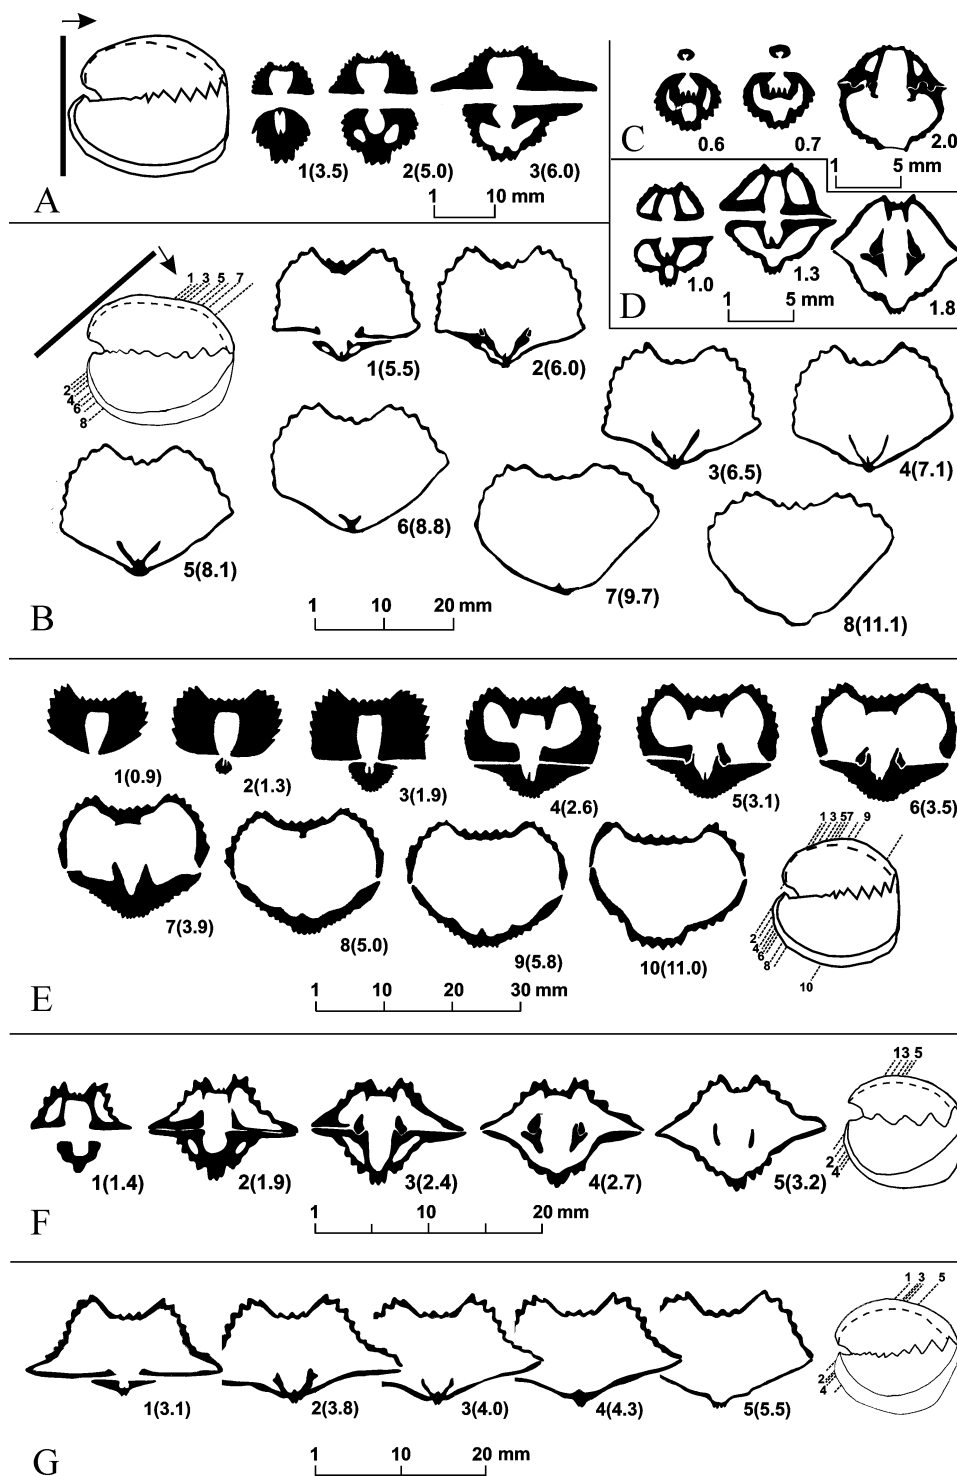 1(3.5)
2(5.0)
3(6.0)
1 10 mm
A
0.6
0.7
2.0
C
1 5 mm
1.0
1.3
1.8
D
1 5 mm
1 3 5 7
2
4
6
8
1(5.5)
2(6.0)
3(6.5)
4(7.1)
5(8.1)
6(8.8)
7(9.7)
8(11.1)
B
1 10 20 mm
1(0.9)
2(1.3)
3(1.9)
4(2.6)
5(3.1)
6(3.5)
7(3.9)
8(5.0)
9(5.8)
10(11.0)
1 3 5 7 9
2
4
6
8
10
E
1 10 20 30 mm
1(1.4)
2(1.9)
3(2.4)
4(2.7)
5(3.2)
1 3 5
2
4
F
1 10 20 mm
1(3.1)
2(3.8)
3(4.0)
4(4.3)
5(5.5)
1 3 5
2
4
G
1 10 20 mm